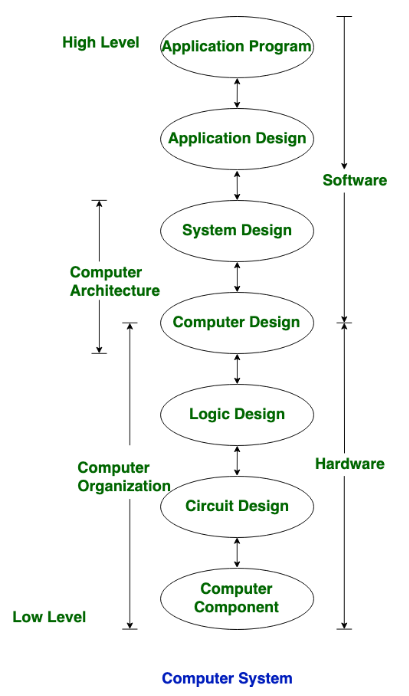 High Level
Application Program
Application Design
Software
System Design
Computer
Architecture
Computer Design
Logic Design
Hardware
Computer
Organization
Circuit Design
Computer
Component
Low Level
Computer System